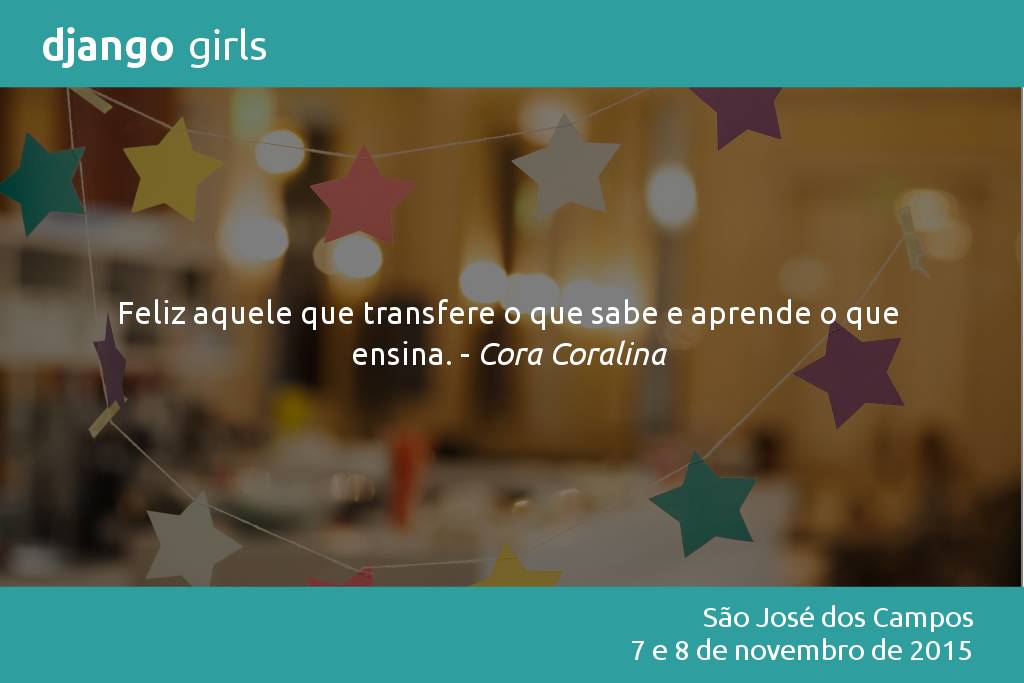 django girls
Feliz aquele que transfere o que sabe e aprende o que
ensina. - Cora Coralina
São José dos Campos
7 e 8 de novembro de 2015